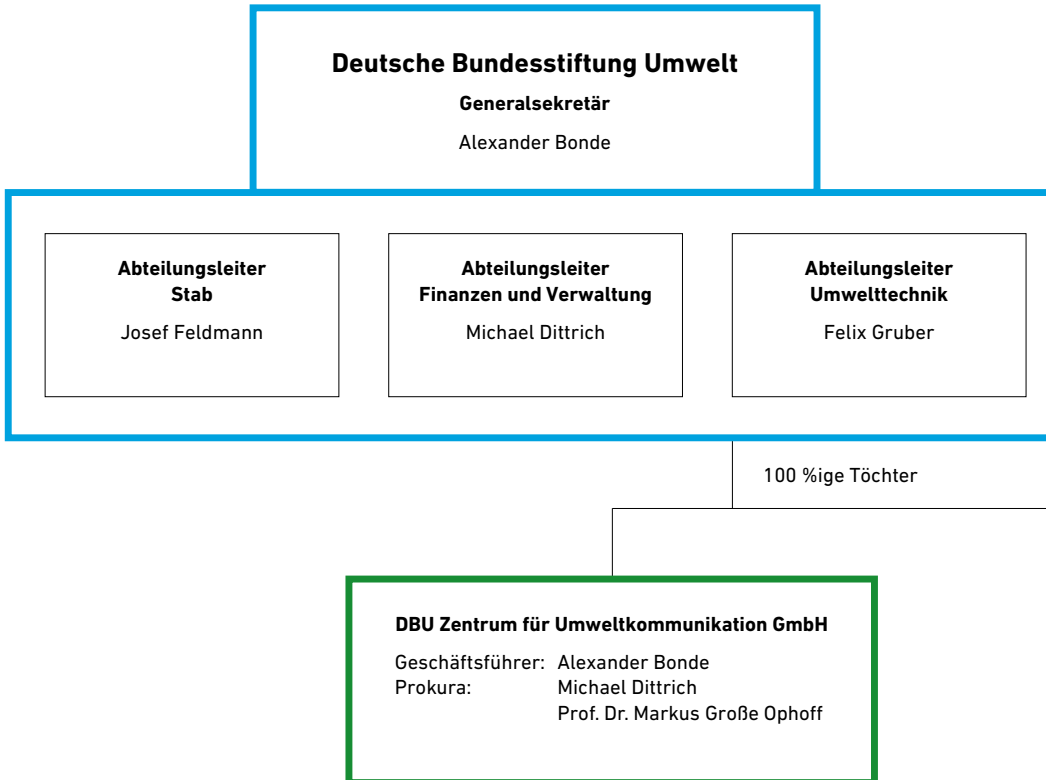 Deutsche Bundesstiftung Umwelt
Generalsekretär
Alexander Bonde
Abteilungsleiter
Stab
Josef Feldmann
Abteilungsleiter
Finanzen und Verwaltung
Michael Dittrich
Abteilungsleiter
Umwelttechnik
Felix Gruber
100 %ige Töchter
DBU Zentrum für Umweltkommunikation GmbH
Geschäftsführer: Alexander Bonde
Prokura: Michael Dittrich
Prof. Dr. Markus Große Ophoff